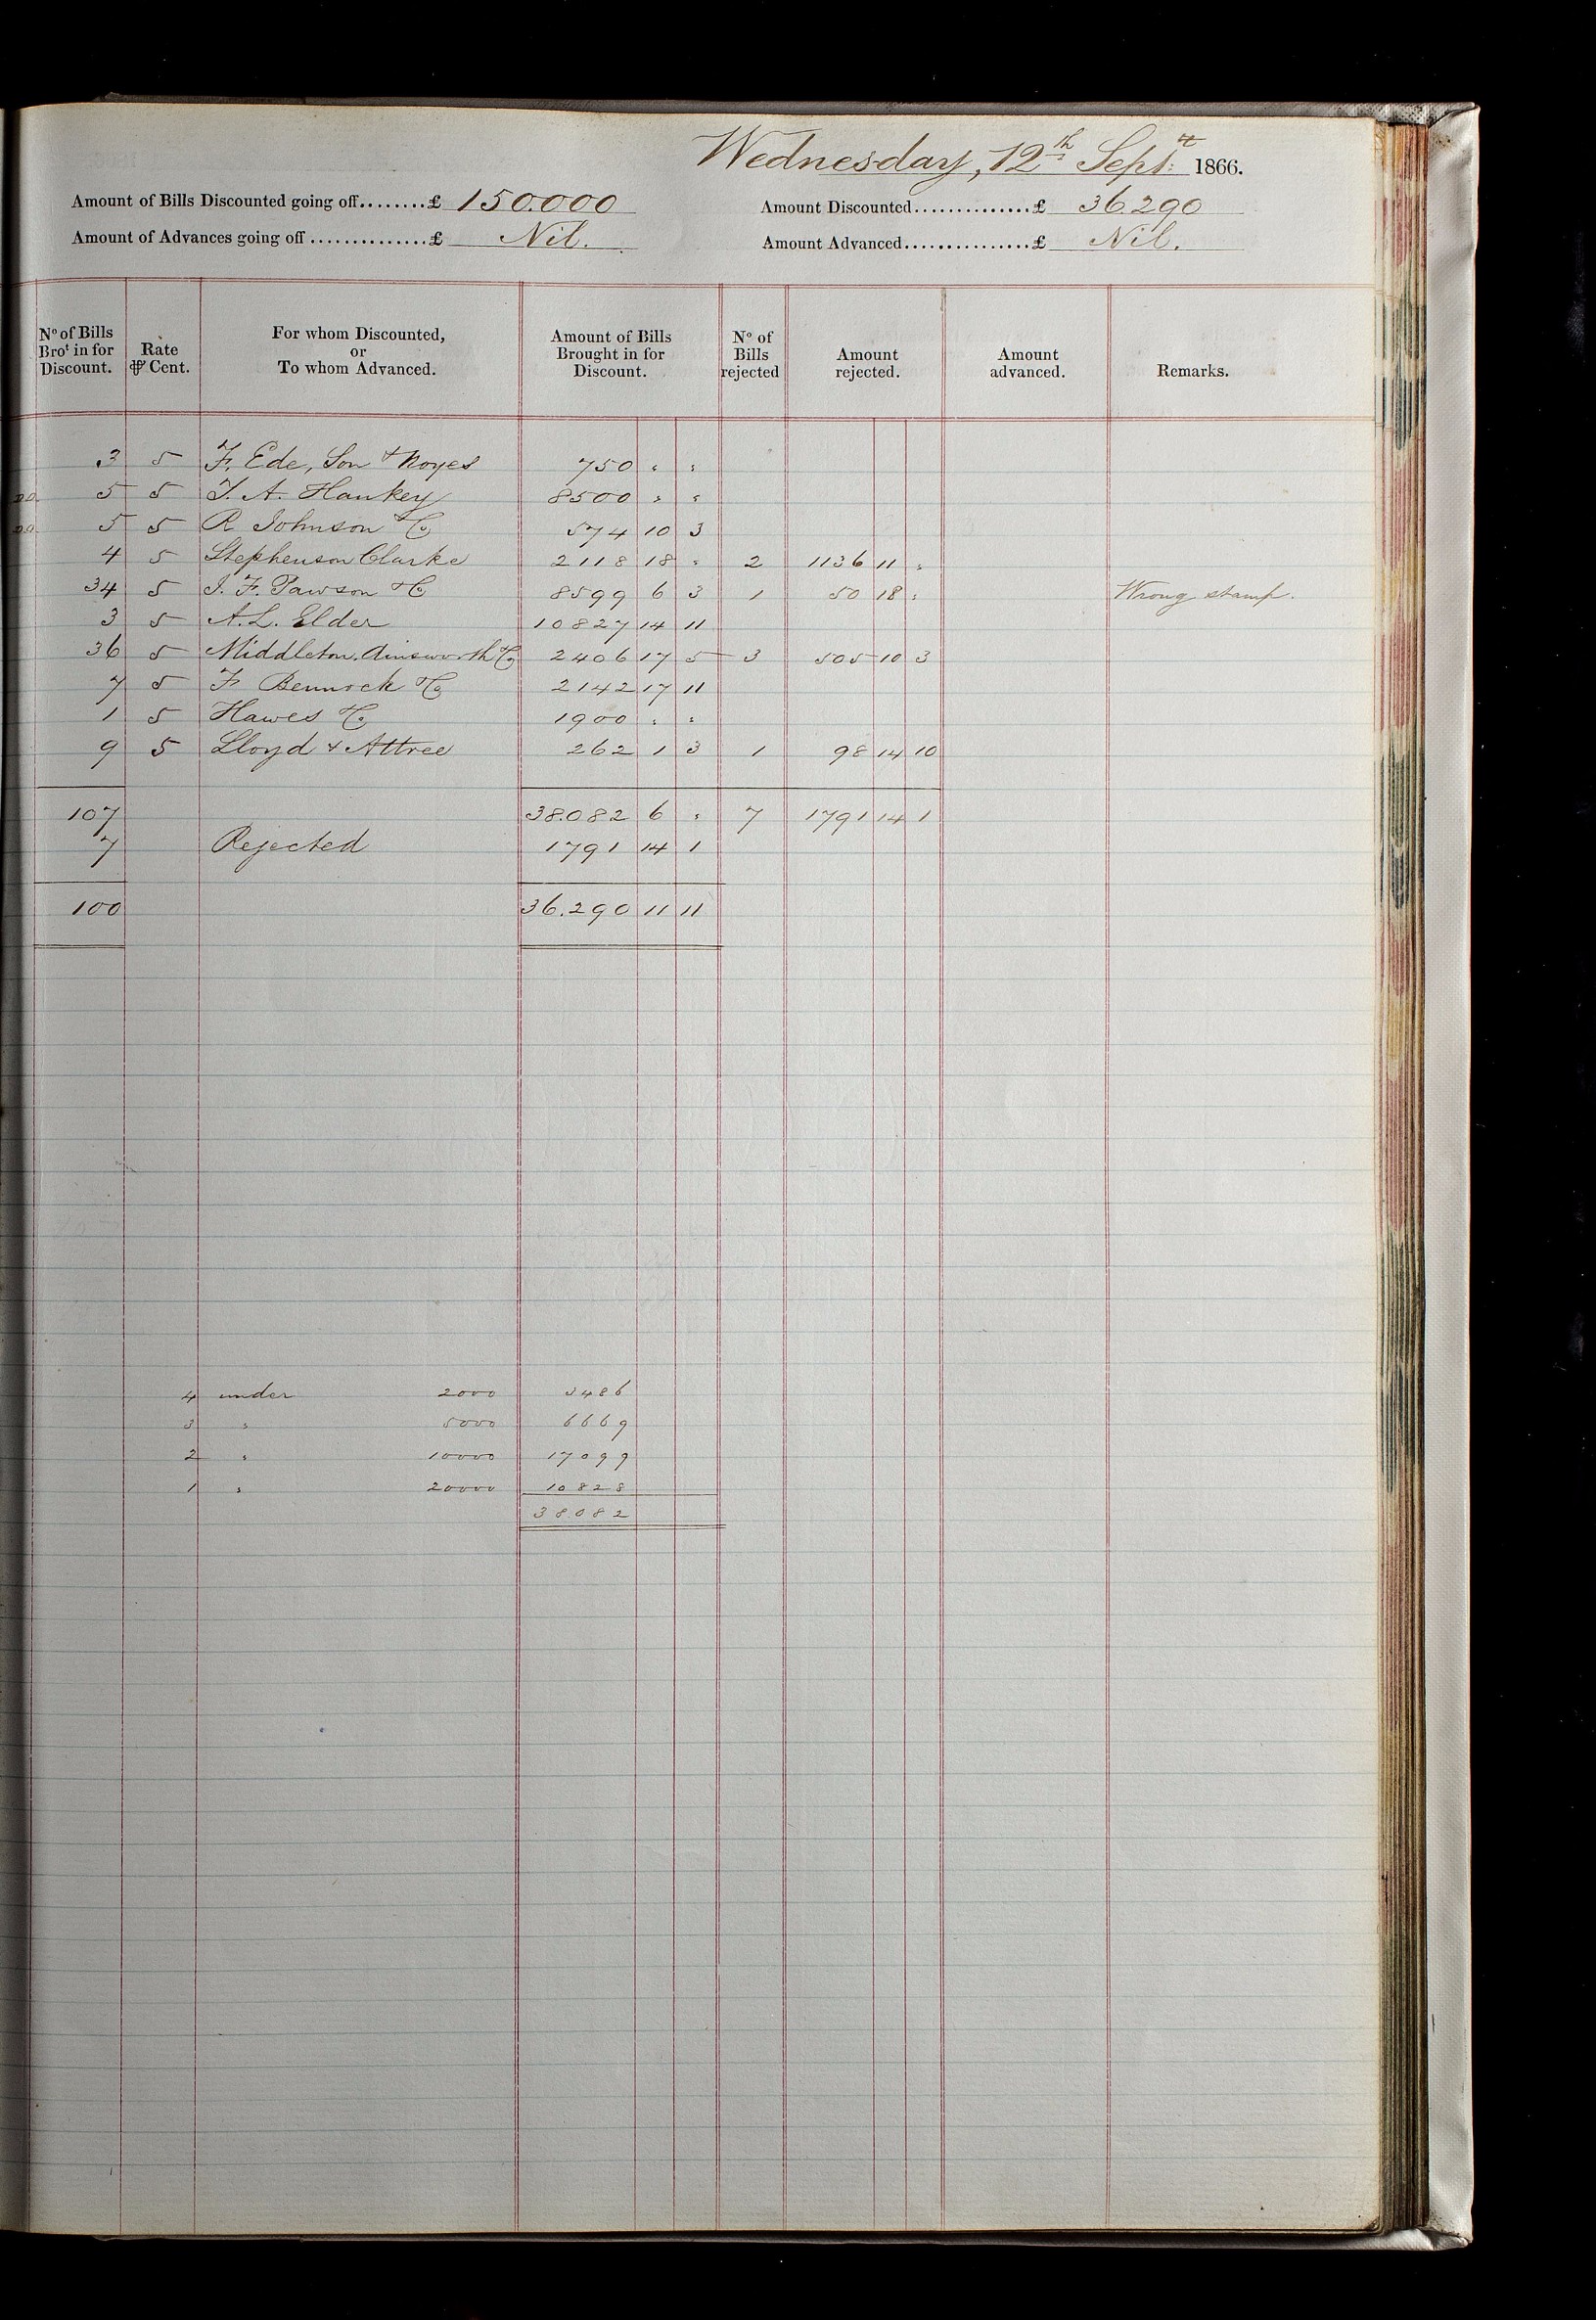 Wednesday, 12th Sept. 1866.
Amount of Bills Discounted going off........£ 150.000 Amount Discounted..............£ 36290
Amount of Advances going off..............£ Nil. Amount Advanced................£ Nil.
No of Bills Brot in for Discount. Rate ⅌ Cent. For whom Discounted, or To whom Advanced. Amount of Bills Brought in for Discount. No of Bills rejected Amount rejected. Amount advanced. Remarks.
3 5 F. Ede, Son & Noyes 750 " "
5 5 T. A. Hankey 8500 " "
5 5 R Johnson & Co 574 10 3
4 5 Stephenson Clarke 2118 18 " 2 1136 11 "
34 5 J. F. Pawson & Co 8599 6 3 1 50 18 " Wrong stamp.
3 5 A. L. Elder 10827 14 11
36 5 Middleton, Ainsworth & Co 2406 17 5 3 505 10 3
7 5 F Bennock & Co 2142 17 11
1 5 Hawes & Co 1900 " "
9 5 Lloyd & Attree 262 1 3 1 98 14 10
107 38.082 6 " 7 1791 14 1
7 Rejected 1791 14 1
100 36.290 11 11
4 under 2000 3486
3 " 5000 6669
2 " 10000 17099
1 " 20000 10828
38082